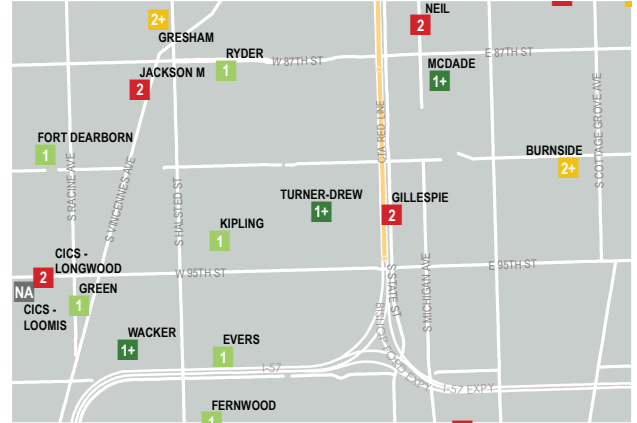 NEIL
2
2+
GRESHAM
RYDER
1
W 87TH ST
E 87TH ST
JACKSON M
2
MCDADE
1+
S COTTAGE GROVE AVE
CTA RED LINE
FORT DEARBORN
1
BURNSIDE
2+
S RACINE AVE
S VINCENNES AVE
S HALSTED ST
TURNER-DREW
1+
GILLESPIE
2
KIPLING
1
CICS -
LONGWOOD
2
W 95TH ST
E 95TH ST
NA
GREEN
1
CICS -
LOOMIS
S STATE ST
S MICHIGAN AVE
BISHOP FORD EXPY
WACKER
1+
EVERS
1
I-57
I-57 EXPY
FERNWOOD
1